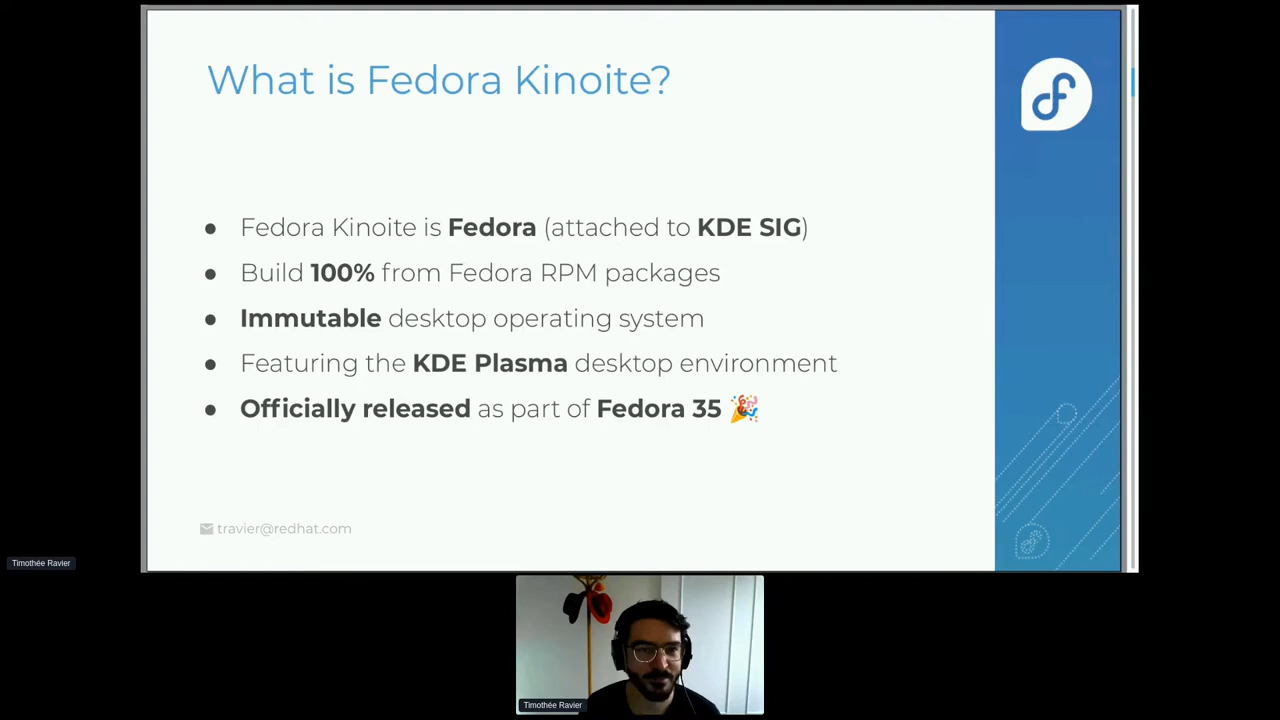 What is Fedora Kinoite?
● Fedora Kinoite is Fedora (attached to KDE SIG)
● Build 100% from Fedora RPM packages
● Immutable desktop operating system
● Featuring the KDE Plasma desktop environment
● Officially released as part of Fedora 35 🎉
travier@redhat.com
Timothée Ravier
Timothée Ravier